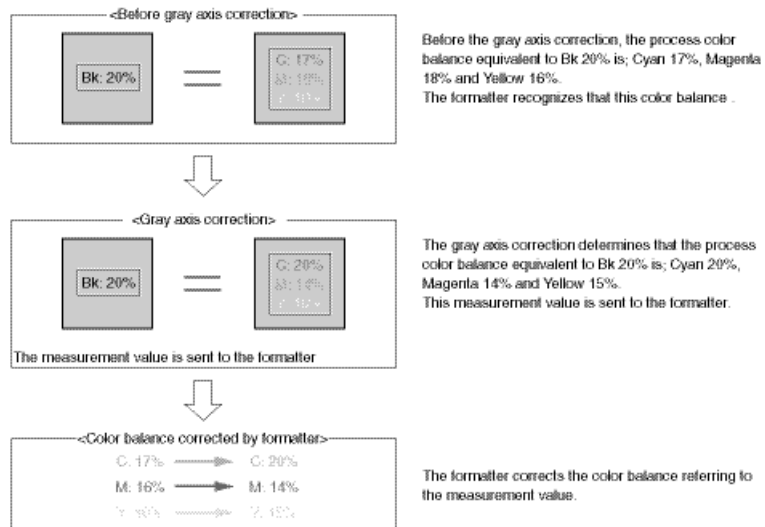 <Before gray axis correction>
Bk: 20%
C: 17%
Before the gray axis correction, the process color
balance equivalent to Bk 20% is; Cyan 17%, Magenta
18% and Yellow 16%.
The formatter recognizes that this color balance .
<Gray axis correction>
Bk: 20%
C: 20%
M: 14%
The measurement value is sent to the formatter
The gray axis correction determines that the process
color balance equivalent to Bk 20% is; Cyan 20%,
Magenta 14% and Yellow 15%.
This measurement value is sent to the formatter.
<Color balance corrected by formatter>
C: 17% C: 20%
M: 16% M: 14%
The formatter corrects the color balance referring to
the measurement value.